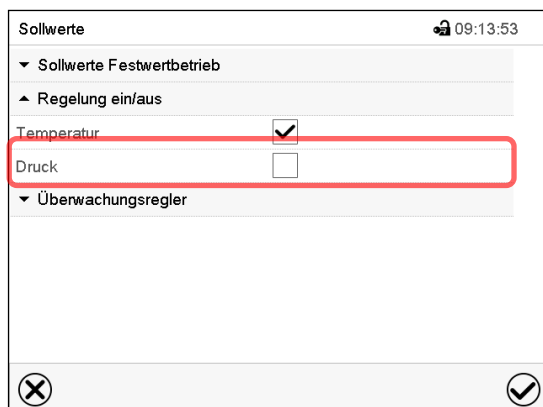 Sollwerte 09:13:53
Sollwerte Festwertbetrieb
Regelung ein/aus
Temperatur
Druck
Überwachungsregler